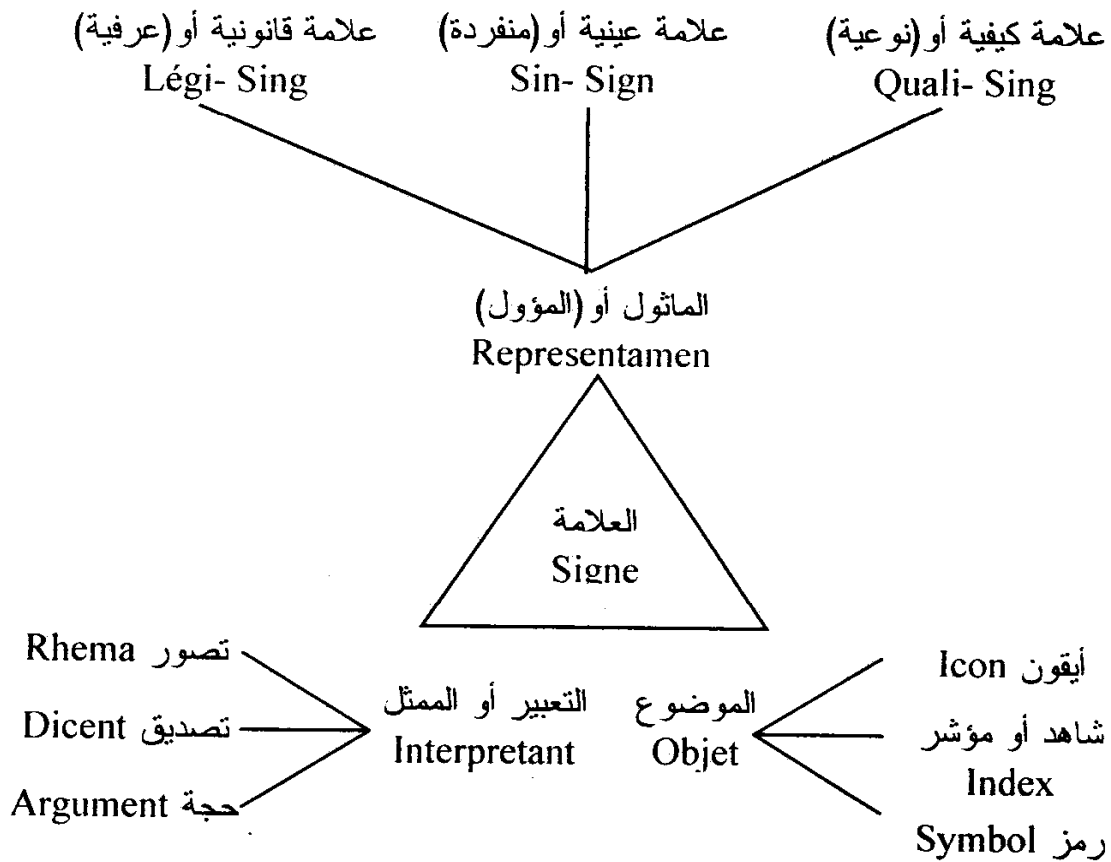 علامة كيفية أو (نوعية)
Quali- Sing
علامة عينية أو (منفردة)
Sin- Sign
علامة قانونية أو (عرفية)
Légi- Sing
الماثول أو (المؤول)
Representamen
العلامة
Signe
أيقون Icon
شاهد أو مؤشر
Index
رمز Symbol
الموضوع
Objet
التعبير أو الممثل
Interpretant
تصور Rhema
تصديق Dicent
حجة Argument